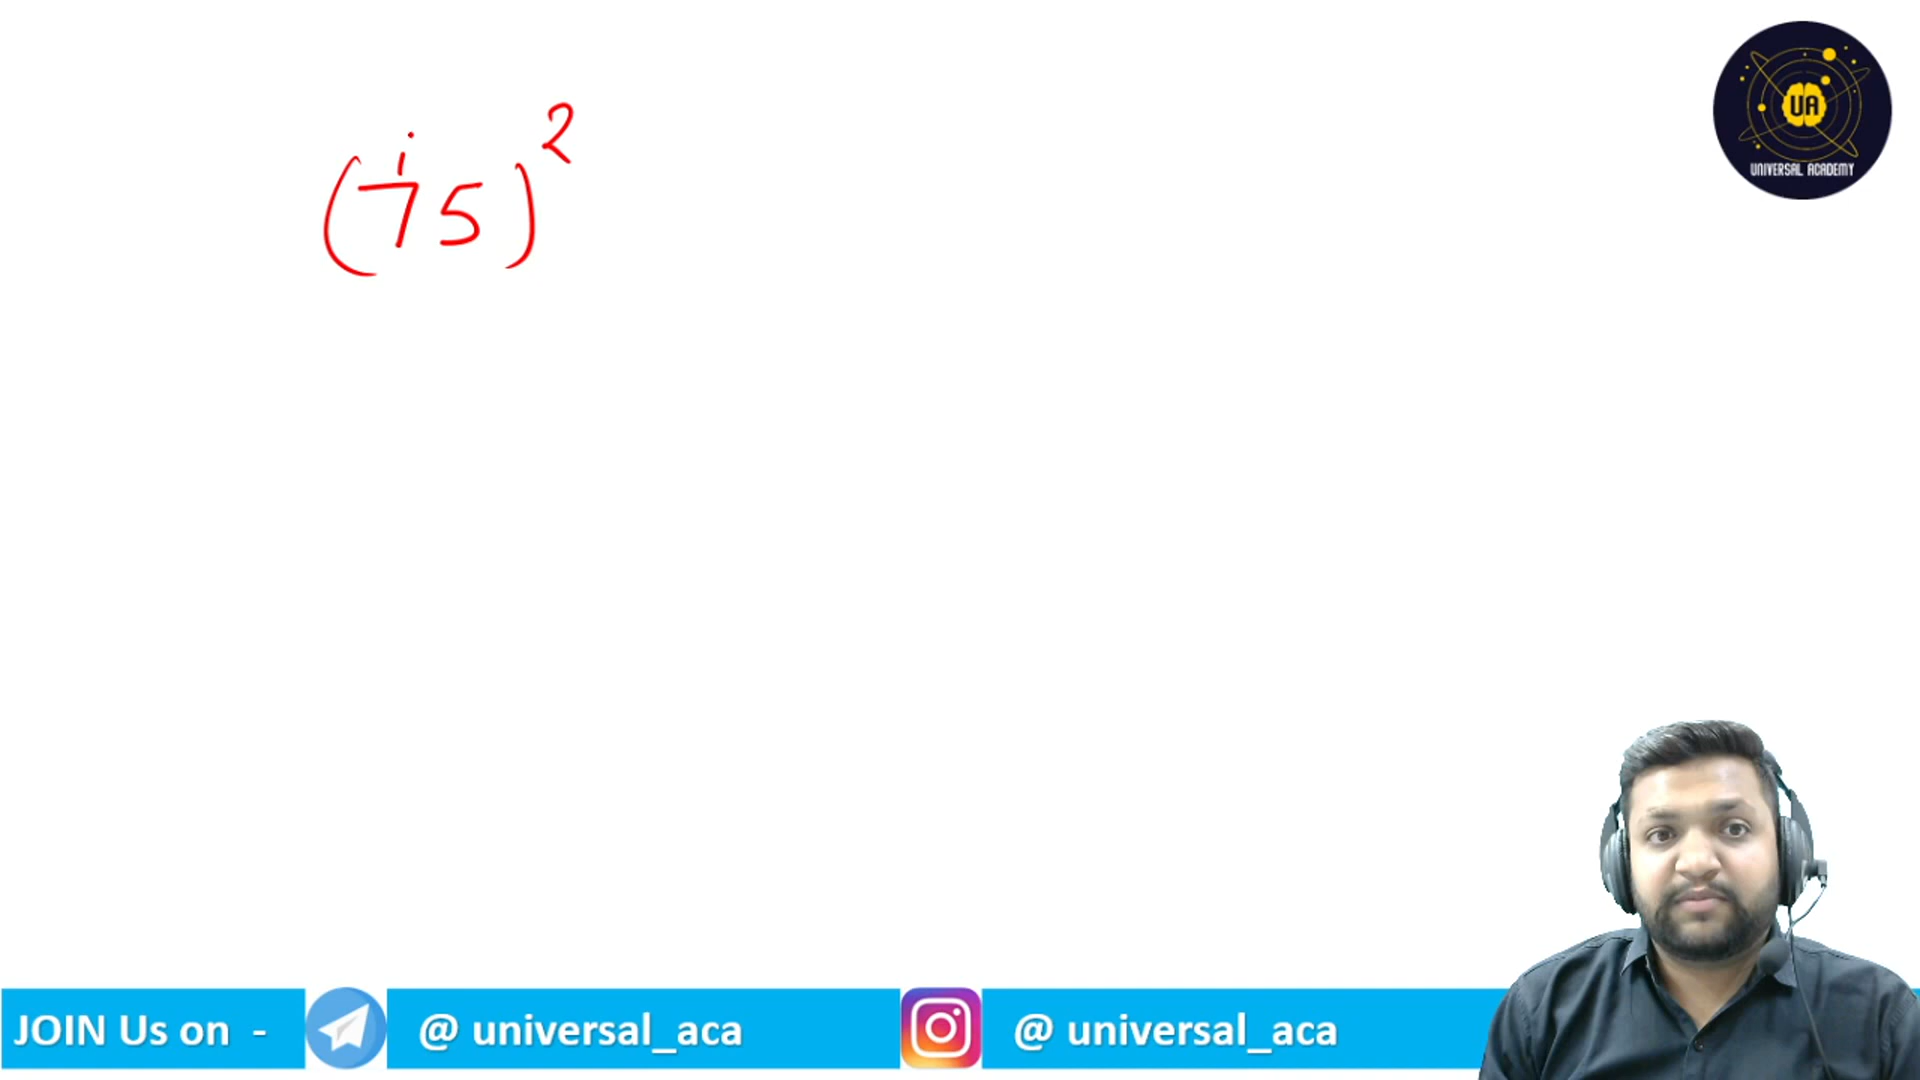 (75)²
i
UA
UNIVERSAL ACADEMY
JOIN Us on - @ universal_aca @ universal_aca